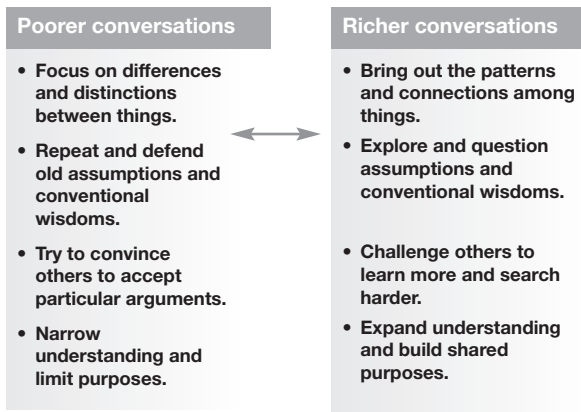 Poorer conversations
• Focus on differences
and distinctions
between things.
• Repeat and defend
old assumptions and
conventional
wisdoms.
• Try to convince
others to accept
particular arguments.
• Narrow
understanding and
limit purposes.
Richer conversations
• Bring out the patterns
and connections among
things.
• Explore and question
assumptions and
conventional wisdoms.
• Challenge others to
learn more and search
harder.
• Expand understanding
and build shared
purposes.